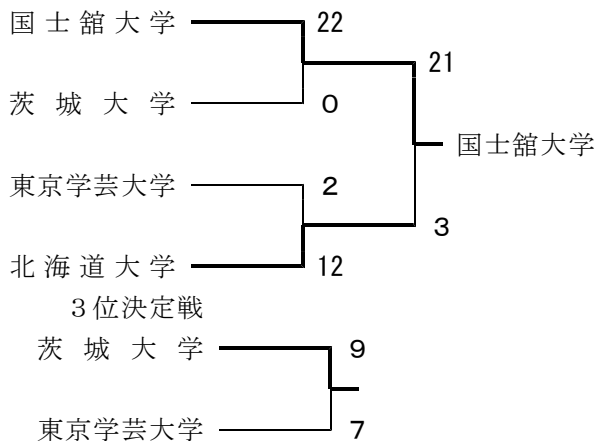 国士舘大学
22
21
茨城大学
0
国士舘大学
東京学芸大学
2
3
北海道大学
12
３位決定戦
茨城大学
9
東京学芸大学
7